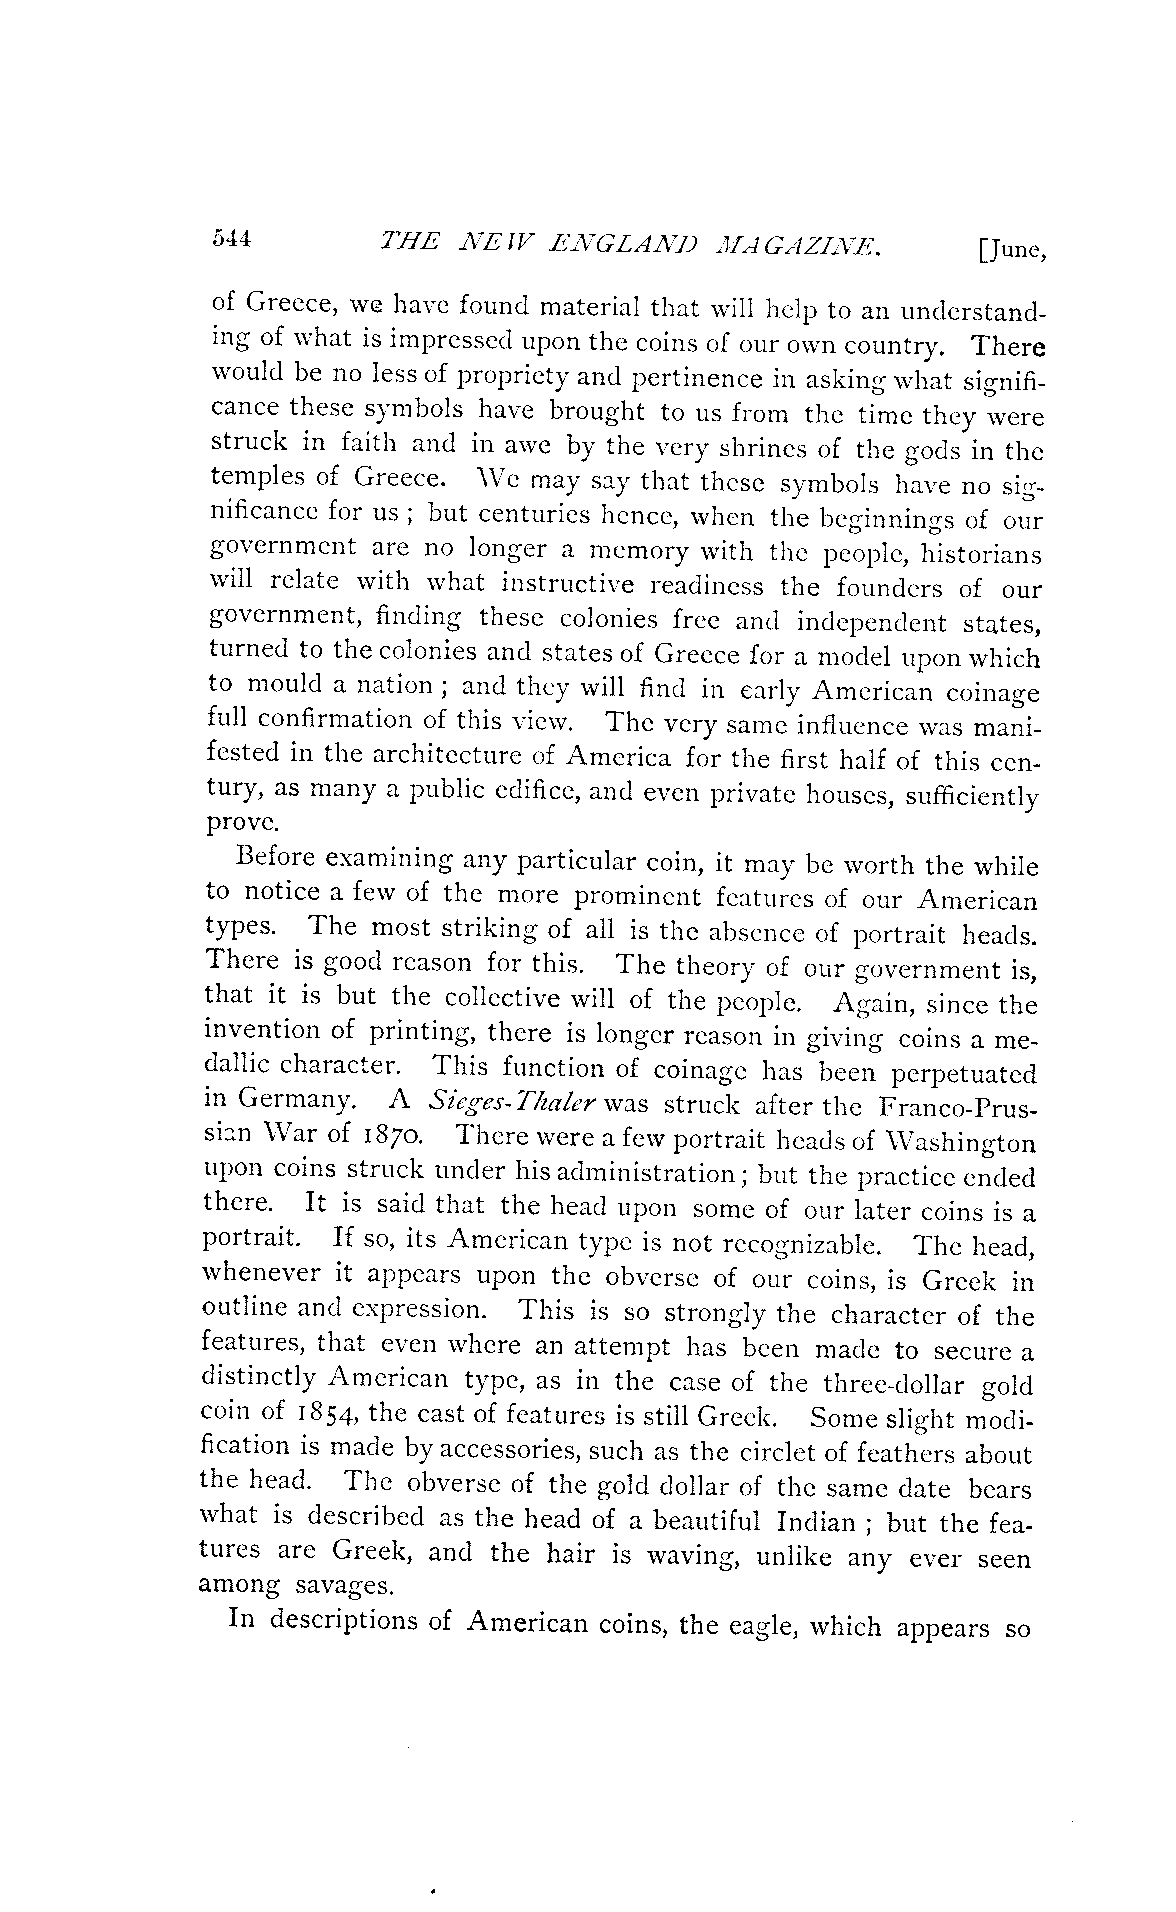 544 THE NEW ENGLAND MAGAZINE. [June,
of Greece, we have found material that will help to an understand-
ing of what is impressed upon the coins of our own country. There
would be no less of propriety and pertinence in asking what signifi-
cance these symbols have brought to us from the time they were
struck in faith and in awe by the very shrines of the gods in the
temples of Greece. We may say that these symbols have no sig-
nificance for us ; but centuries hence, when the beginnings of our
government are no longer a memory with the people, historians
will relate with what instructive readiness the founders of our
government, finding these colonies free and independent states,
turned to the colonies and states of Greece for a model upon which
to mould a nation ; and they will find in early American coinage
full confirmation of this view. The very same influence was mani-
fested in the architecture of America for the first half of this cen-
tury, as many a public edifice, and even private houses, sufficiently
prove.
Before examining any particular coin, it may be worth the while
to notice a few of the more prominent features of our American
types. The most striking of all is the absence of portrait heads.
There is good reason for this. The theory of our government is,
that it is but the collective will of the people. Again, since the
invention of printing, there is longer reason in giving coins a me-
dallic character. This function of coinage has been perpetuated
in Germany. A Sieges-Thaler was struck after the Franco-Prus-
sian War of 1870. There were a few portrait heads of Washington
upon coins struck under his administration ; but the practice ended
there. It is said that the head upon some of our later coins is a
portrait. If so, its American type is not recognizable. The head,
whenever it appears upon the obverse of our coins, is Greek in
outline and expression. This is so strongly the character of the
features, that even where an attempt has been made to secure a
distinctly American type, as in the case of the three-dollar gold
coin of 1854, the cast of features is still Greek. Some slight modi-
fication is made by accessories, such as the circlet of feathers about
the head. The obverse of the gold dollar of the same date bears
what is described as the head of a beautiful Indian ; but the fea-
tures are Greek, and the hair is waving, unlike any ever seen
among savages.
In descriptions of American coins, the eagle, which appears so